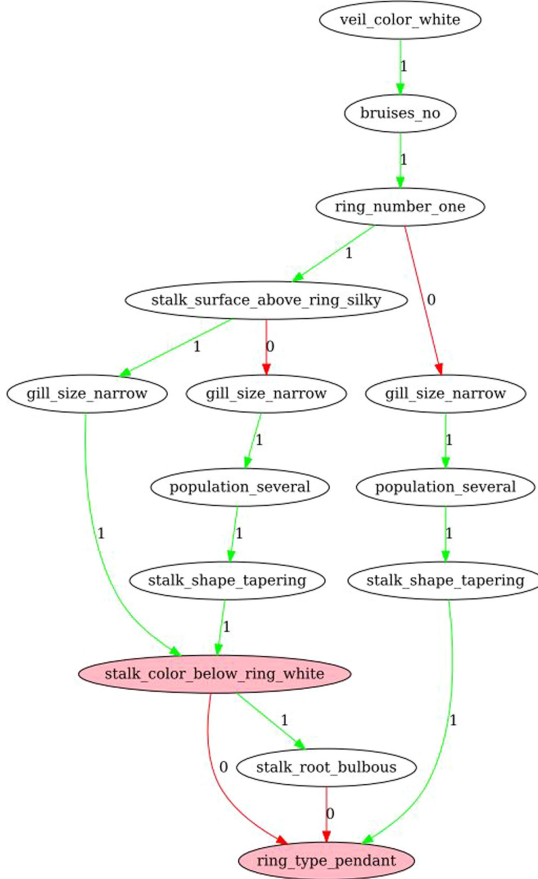 veil_color_white
1
bruises_no
1
ring_number_one
1
0
stalk_surface_above_ring_silky
1
0
gill_size_narrow
gill_size_narrow
gill_size_narrow
1
1
population_several
population_several
1
1
1
stalk_shape_tapering
stalk_shape_tapering
1
stalk_color_below_ring_white
1
1
0
stalk_root_bulbous
0
ring_type_pendant